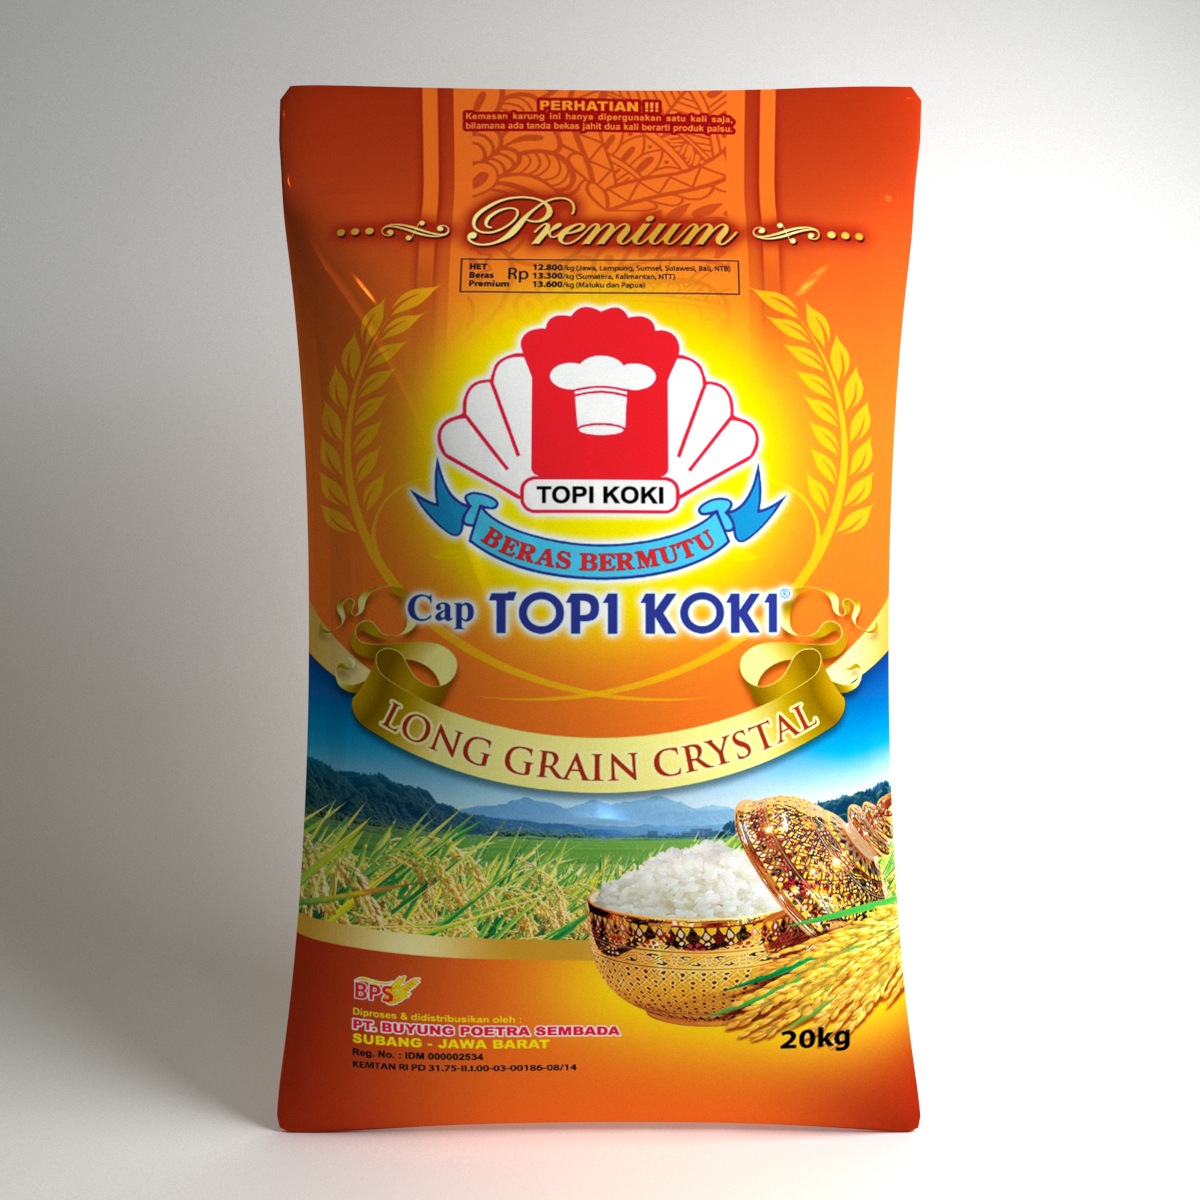 PERHATIAN !!!
Kemasan karung ini hanya dipergunakan satu kali saja,
bilamana ada tanda bekas jahit dua kali berarti produk palsu.
Premium
HET Beras Premium Rp
12.800/kg (Jawa, Lampung, Sumsel, Sulawesi, Bali, NTB)
13.300/kg (Sumatera, Kalimantan, NTT)
13.600/kg (Maluku dan Papua)
TOPI KOKI
BERAS BERMUTU
Cap TOPI KOKI®
LONG GRAIN CRYSTAL
BPS
Diproses & didistribusikan oleh :
PT. BUYUNG POETRA SEMBADA
SUBANG - JAWA BARAT
Reg. No. : IDM 000002534
KEMTAN RI PD 31.75-II.I.00-03-00186-08/14
20kg